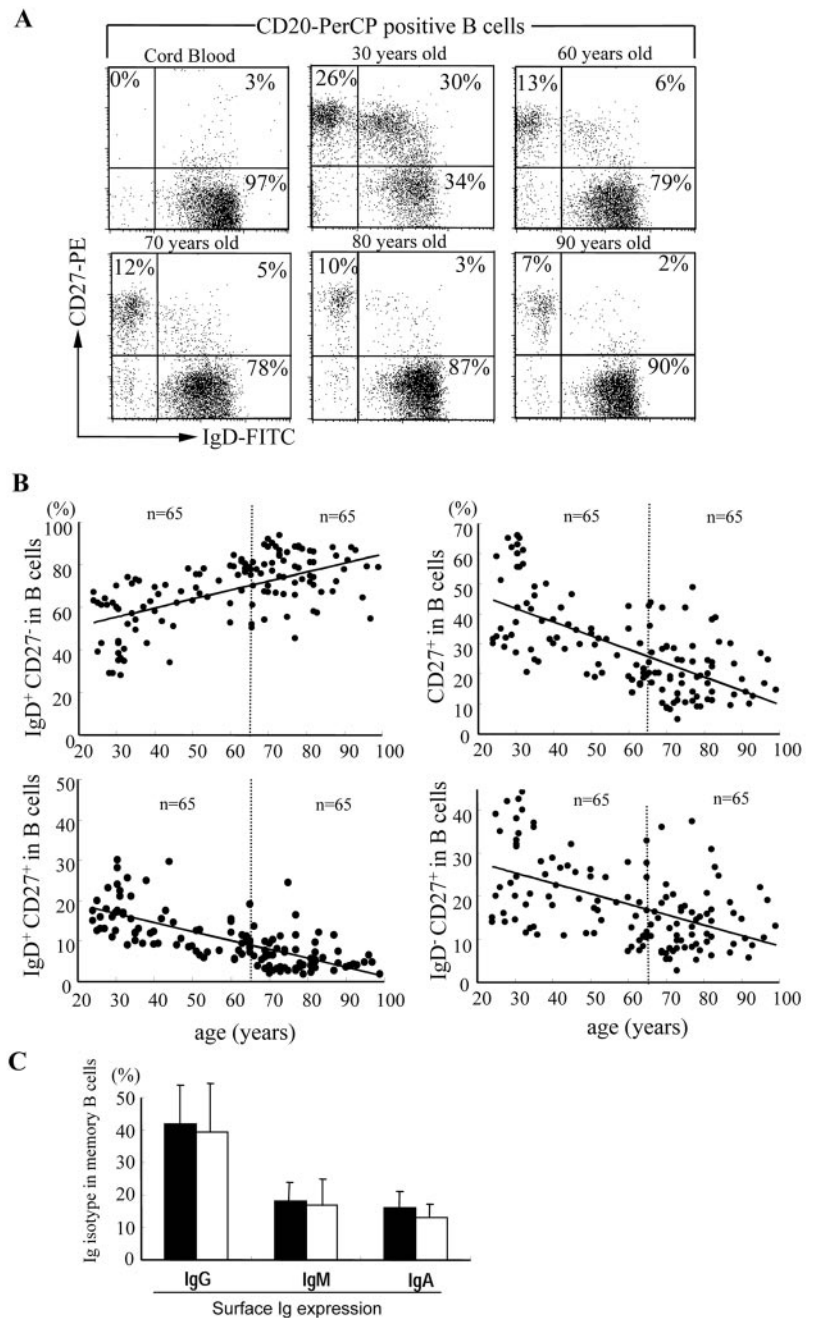 A
CD20-PerCP positive B cells
Cord Blood
30 years old
60 years old
0%
3%
97%
26%
30%
34%
13%
6%
79%
70 years old
80 years old
90 years old
12%
5%
78%
10%
3%
87%
7%
2%
90%
CD27-PE
IgD-FITC
B
(%)
n=65
n=65
IgD+ CD27- in B cells
100
80
60
40
20
0
20 30 40 50 60 70 80 90 100
(%)
n=65
n=65
CD27+ in B cells
70
60
50
40
30
20
10
0
20 30 40 50 60 70 80 90 100
n=65
n=65
IgD+ CD27+ in B cells
50
40
30
20
10
0
20 30 40 50 60 70 80 90 100
age (years)
n=65
n=65
IgD- CD27+ in B cells
40
30
20
10
0
20 30 40 50 60 70 80 90 100
age (years)
C
(%)
Ig isotype in memory B cells
50
40
30
20
10
0
IgG
IgM
IgA
Surface Ig expression